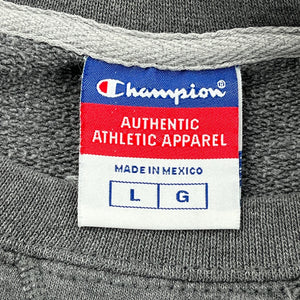 Champion
AUTHENTIC
ATHLETIC APPAREL
MADE IN MEXICO
L G